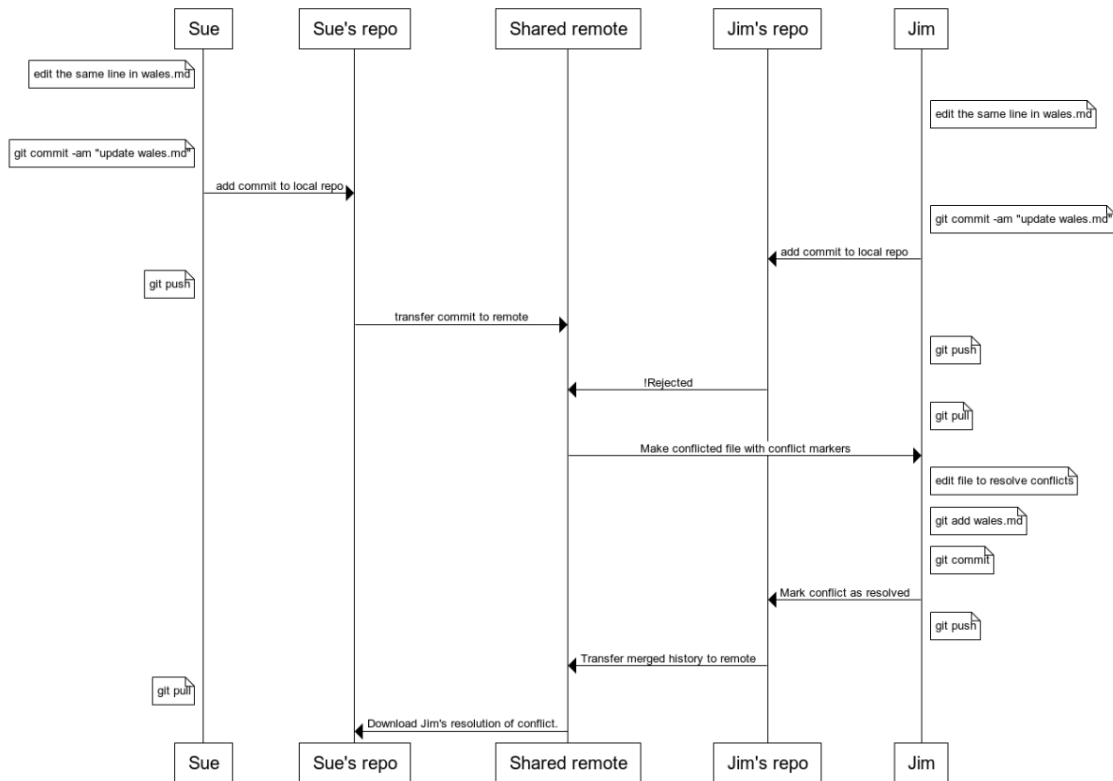 Sue
Sue's repo
Shared remote
Jim's repo
Jim
edit the same line in wales.md
edit the same line in wales.md
git commit -am "update wales.md"
add commit to local repo
git commit -am "update wales.md"
add commit to local repo
git push
transfer commit to remote
git push
!Rejected
git pull
Make conflicted file with conflict markers
edit file to resolve conflicts
git add wales.md
git commit
Mark conflict as resolved
git push
Transfer merged history to remote
git pull
Download Jim's resolution of conflict.
Sue
Sue's repo
Shared remote
Jim's repo
Jim